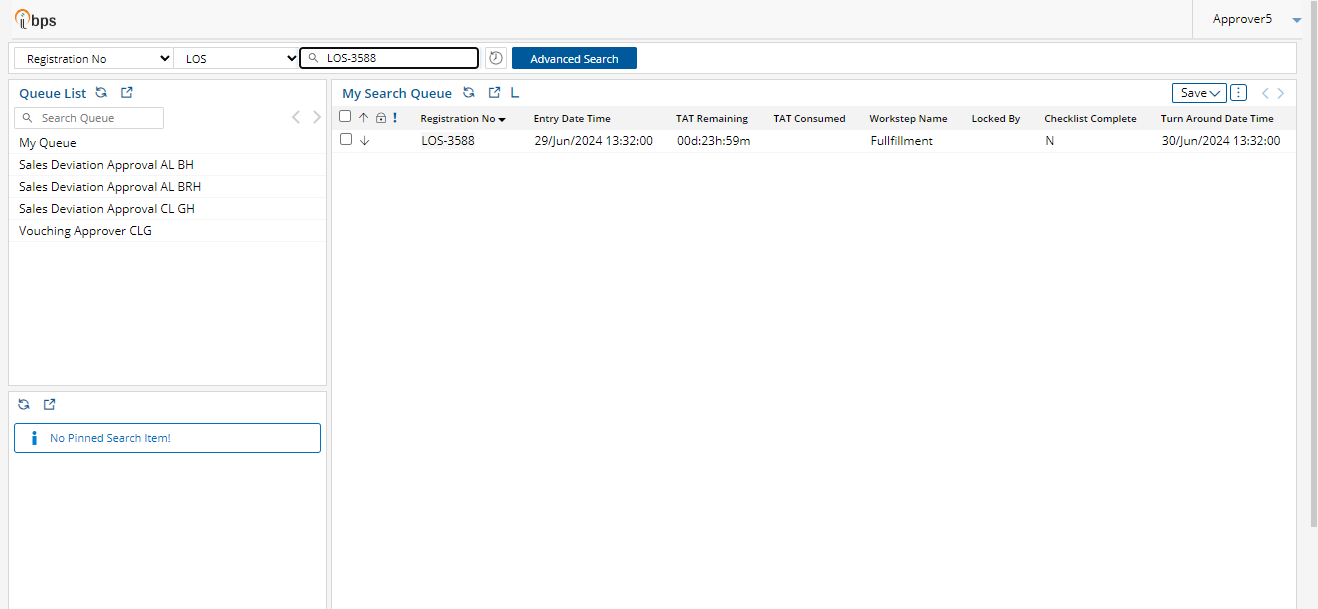 ibps
Approver5
Registration No LOS LOS-3588 Advanced Search
Queue List
Search Queue
My Queue
Sales Deviation Approval AL BH
Sales Deviation Approval AL BRH
Sales Deviation Approval CL GH
Vouching Approver CLG
No Pinned Search Item!
My Search Queue L Save
Registration No Entry Date Time TAT Remaining TAT Consumed Workstep Name Locked By Checklist Complete Turn Around Date Time
LOS-3588 29/Jun/2024 13:32:00 00d:23h:59m Fullfillment N 30/Jun/2024 13:32:00